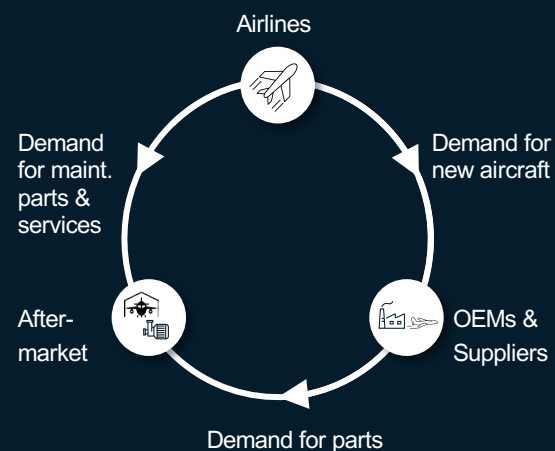 Airlines
Demand
for maint.
parts &
services
Demand for
new aircraft
After-
market
OEMs &
Suppliers
Demand for parts